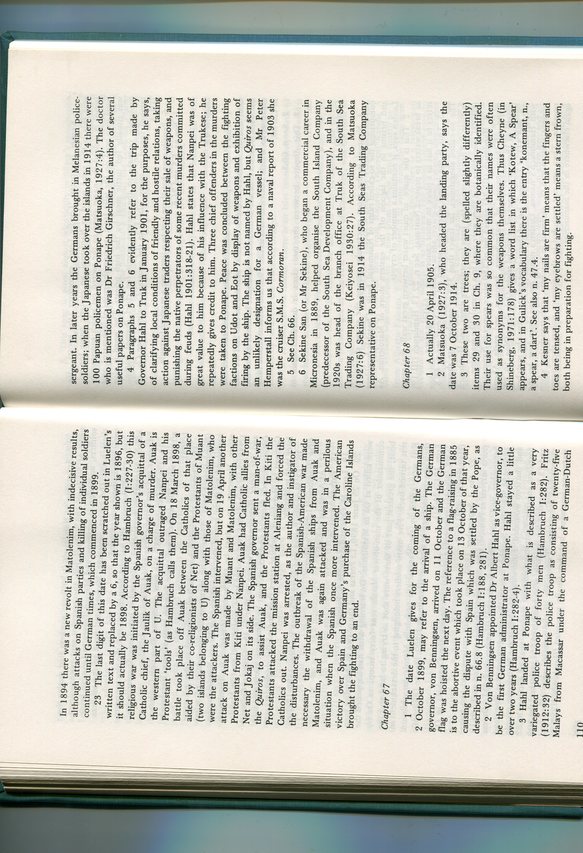 In 1894 there was a new revolt in Matolenim, with indecisive results,
although attacks on Spanish parties and killing of individual soldiers
continued until German times, which commenced in 1899.
23 The last digit of this date has been scratched out in Luelen's
written text and replaced by a 6, so that the year shown is 1896, but
it should actually be 1898. According to Hambruch (I:227-30) this
religious war was initiated by the Spanish governor's acquittal of a
Catholic chief, the Jaulik of Auak, on a charge of murder. Auak is
the western part of U. The acquittal outraged Nanpei and his
Protestant 'tools' (as Hambruch calls them). On 18 March 1898, a
battle took place off Auak between the Catholics of that place
aided by their co-religionists of Net) and the Protestants of Muant
(two islands belonging to U) along with those of Matolenim, who
were the attackers. The Spanish intervened, but on 19 April another
attack on Auak was made by Muant and Matolenim, with other
Protestants from Kiti under Nanpei. Auak had Catholic allies from
Net and Jokaj on its side. The Spanish governor sent a man-of-war,
the Quiros, to assist Auak, and the Protestants fled. In Kiti the
Protestants attacked the mission station at Aleniang and forced the
Catholics out. Nanpei was arrested, as the author and instigator of
the disturbances. The outbreak of the Spanish-American war made
necessary the withdrawal of the Spanish ships from Auak and
Matolenim, and Auak was again attacked and was in a perilous
situation when the Spanish once more intervened. The American
victory over Spain and Germany's purchase of the Caroline Islands
brought the fighting to an end.
Chapter 67
1 The date Luelen gives for the coming of the Germans,
2 October 1899, may refer to the arrival of a ship. The German
governor, von Benningsen, arrived on 11 October and the German
flag was hoisted the next day. The reference to a flag-raising in 1885
is to the abortive event which took place on 13 October of that year,
causing the dispute with Spain which was settled by the Pope, as
described in n. 66.8 (Hambruch I:188, 281).
2 Von Benningsen appointed Dr Albert Hahl as vice-governor, to
be the first German administrator at Ponape. Hahl stayed a little
over two years (Hambruch I:282-4).
3 Hahl landed at Ponape with what is described as a very
variegated police troop of forty men (Hambruch I:282). Fritz
(1912:32) describes the police troop as consisting of twenty-five
Malays from Macassar under the command of a German-Dutch
110
sergeant. In later years the Germans brought in Melanesian police-
soldiers; when the Japanese took over the islands in 1914 there were
100 Papuan policemen on Ponape (Matsuoka, 1927:4). The doctor
who is mentioned was Dr Friedrich Girschner, the author of several
useful papers on Ponape.
4 Paragraphs 5 and 6 evidently refer to the trip made by
Governor Hahl to Truk in January 1901, for the purposes, he says,
of clarifying local conditions of friendly and hostile relations, taking
action against Japanese traders respecting their sale of weapons, and
punishing the native perpetrators of some recent murders committed
during feuds (Hahl 1901:318-21). Hahl states that Nanpei was of
great value to him because of his influence with the Trukese; he
repeatedly gives credit to him. Three chief offenders in the murders
were taken to Ponape. Peace was concluded between the fighting
factions on Udot and Eot by display of weapons and exhibition of
firing by the ship. The ship is not named by Hahl, but Quiros seems
an unlikely designation for a German vessel; and Mr Peter
Hemperstall informs us that according to a naval report of 1903 she
was the cruiser S.M.S. Cormoran.
5 See Ch. 66.
6 Sekine San (or Mr Sekine), who began a commercial career in
Micronesia in 1889, helped organise the South Island Company
(predecessor of the South Sea Development Company), and in the
1920s was head of the branch office at Truk of the South Sea
Trading Company (Keiyosei 1930:27). According to Matsuoka
(1927:6) Sekine was in 1914 the South Seas Trading Company
representative on Ponape.
Chapter 68
1 Actually 20 April 1905.
2 Matsuoka (1927:3), who headed the landing party, says the
date was 7 October 1914.
3 These two are trees; they are (spelled slightly differently)
items 29 and 30 in Ch. 9, where they are botanically identified.
Their use for spears was so common that their names were often
used as synonyms for the weapons themselves. Thus Cheyne (in
Shineberg, 1971:178) gives a word list in which 'Kotew, A Spear'
appears, and in Gulick's vocabulary there is the entry 'konemant, n.,
a spear, a dart'. See also n. 47.4.
4 Kesner says that 'my nails are firm' means that the fingers and
toes are tensed, and 'my eyebrows are settled' means a stern frown,
both being in preparation for fighting.